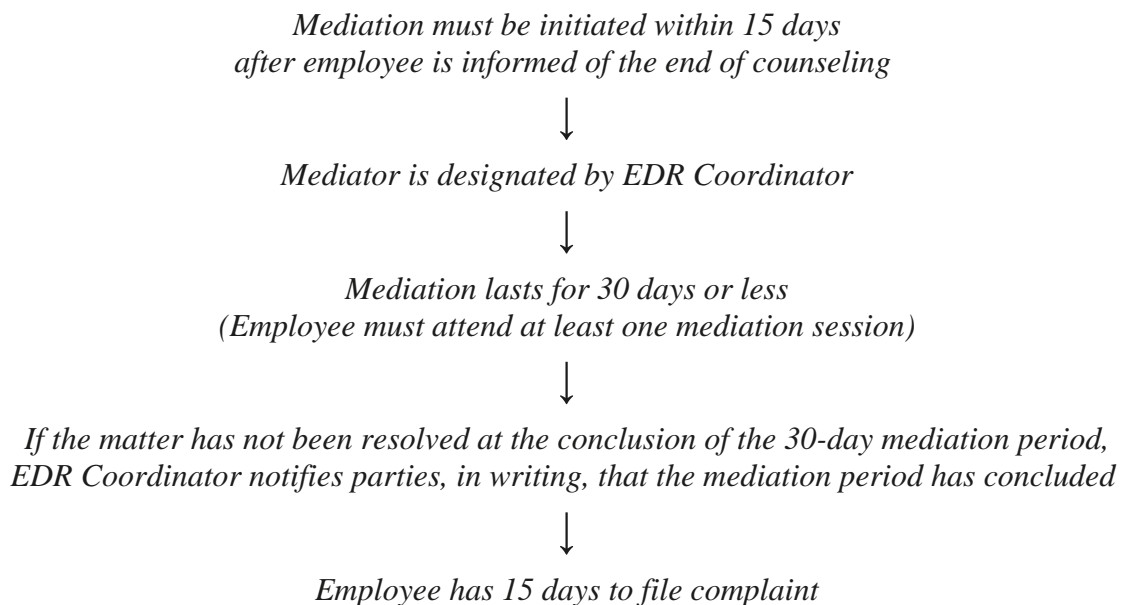 Mediation must be initiated within 15 days
after employee is informed of the end of counseling
↓
Mediator is designated by EDR Coordinator
↓
Mediation lasts for 30 days or less
(Employee must attend at least one mediation session)
↓
If the matter has not been resolved at the conclusion of the 30-day mediation period,
EDR Coordinator notifies parties, in writing, that the mediation period has concluded
↓
Employee has 15 days to file complaint